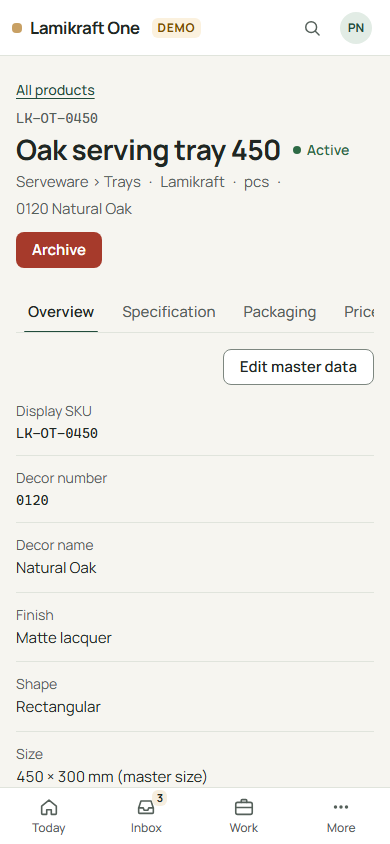 Lamikraft One DEMO PN
All products
LK-OT-0450
Oak serving tray 450 Active
Serveware > Trays · Lamikraft · pcs ·
0120 Natural Oak
Archive
Overview Specification Packaging Price
Edit master data
Display SKU
LK-OT-0450
Decor number
0120
Decor name
Natural Oak
Finish
Matte lacquer
Shape
Rectangular
Size
450 × 300 mm (master size)
3
Today Inbox Work More